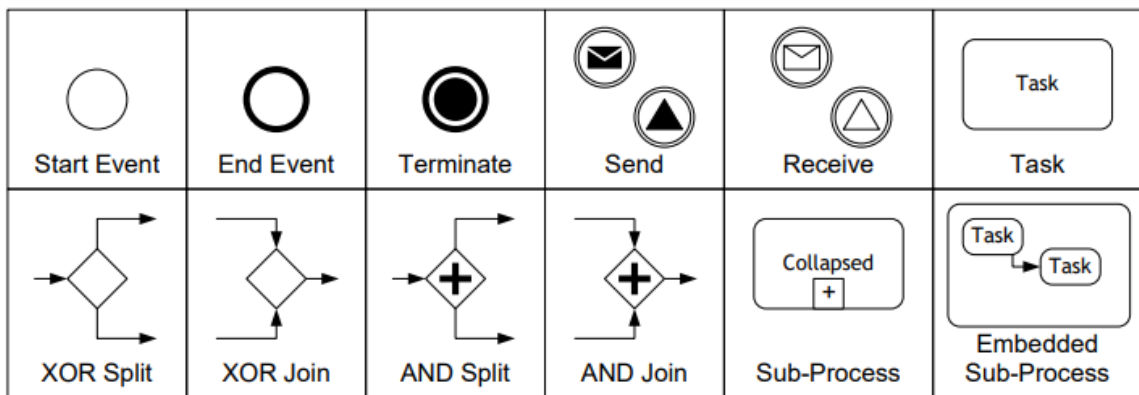 Task
Start Event
End Event
Terminate
Send
Receive
Task
Collapsed
+
Task
Task
XOR Split
XOR Join
AND Split
AND Join
Sub-Process
Embedded
Sub-Process